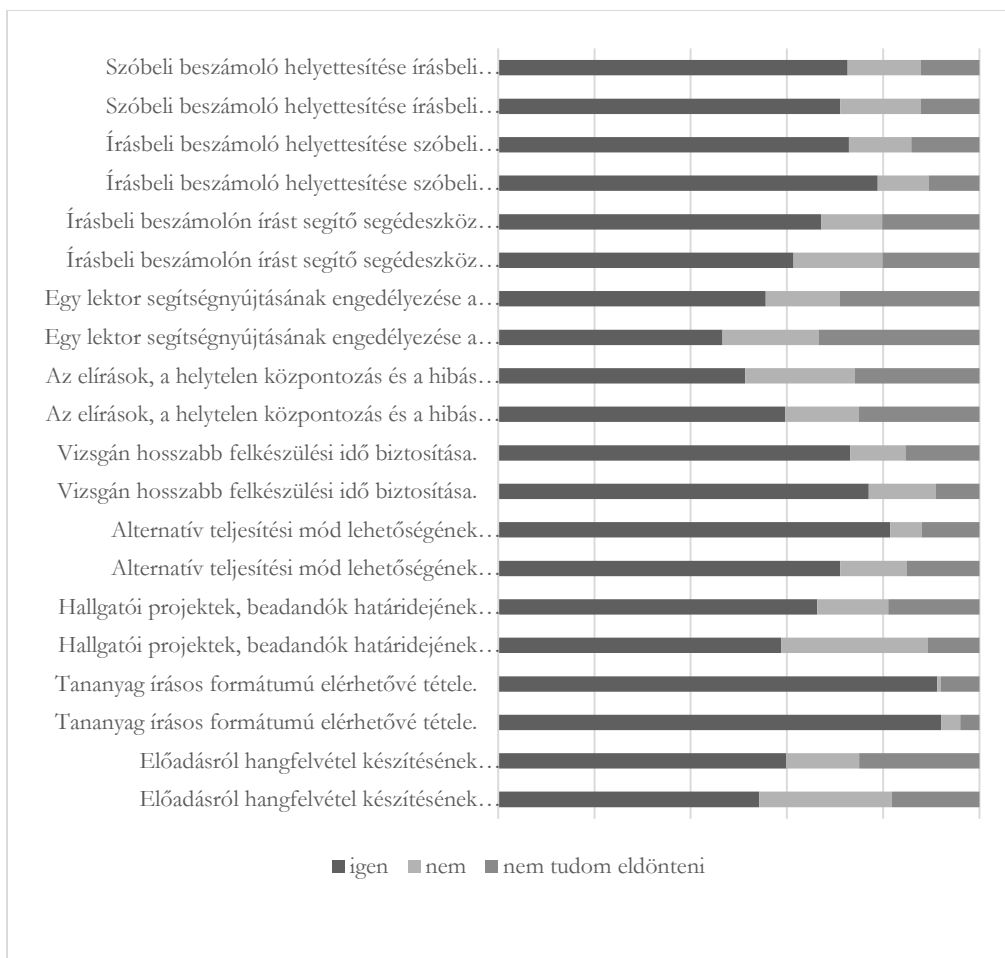 Szóbeli beszámoló helyettesítése írásbeli…
Szóbeli beszámoló helyettesítése írásbeli…
Írásbeli beszámoló helyettesítése szóbeli…
Írásbeli beszámoló helyettesítése szóbeli…
Írásbeli beszámolón írást segítő segédeszköz…
Írásbeli beszámolón írást segítő segédeszköz…
Egy lektor segítségnyújtásának engedélyezése a…
Egy lektor segítségnyújtásának engedélyezése a…
Az elírások, a helytelen központozás és a hibás…
Az elírások, a helytelen központozás és a hibás…
Vizsgán hosszabb felkészülési idő biztosítása.
Vizsgán hosszabb felkészülési idő biztosítása.
Alternatív teljesítési mód lehetőségének…
Alternatív teljesítési mód lehetőségének…
Hallgatói projektek, beadandók határidejének…
Hallgatói projektek, beadandók határidejének…
Tananyag írásos formátumú elérhetővé tétele.
Tananyag írásos formátumú elérhetővé tétele.
Előadásról hangfelvétel készítésének…
Előadásról hangfelvétel készítésének…
igen nem nem tudom eldönteni